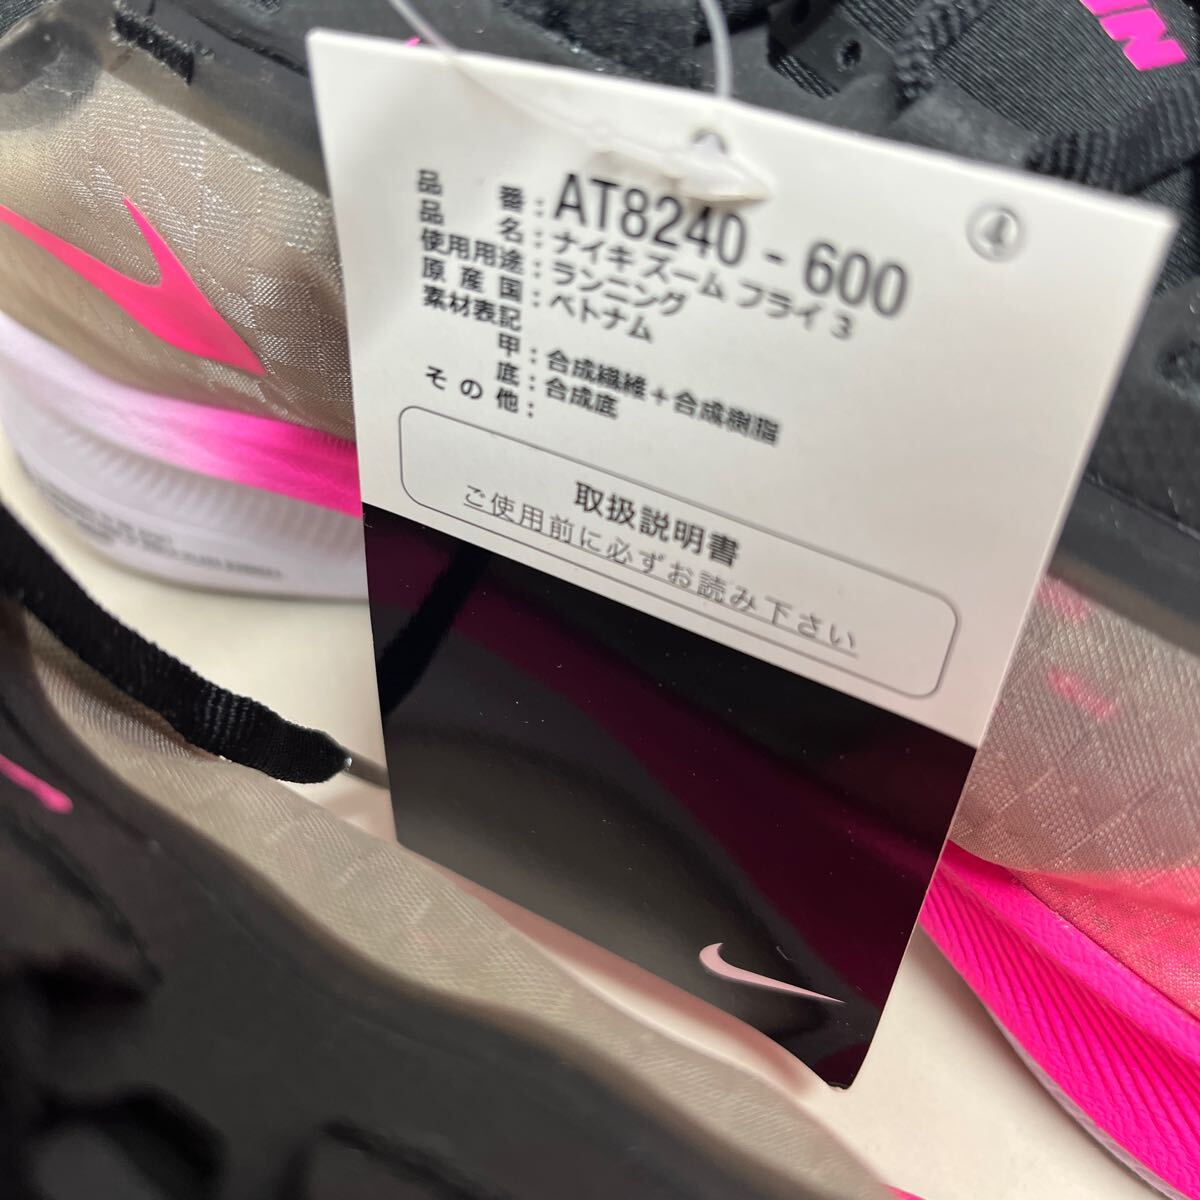 ④
品番：AT8240-600
品名：ナイキ ズーム フライ 3
使用用途：ランニング
原産国：ベトナム
素材表記
甲：合成繊維＋合成樹脂
底：合成底
その他：
取扱説明書
ご使用前に必ずお読み下さい